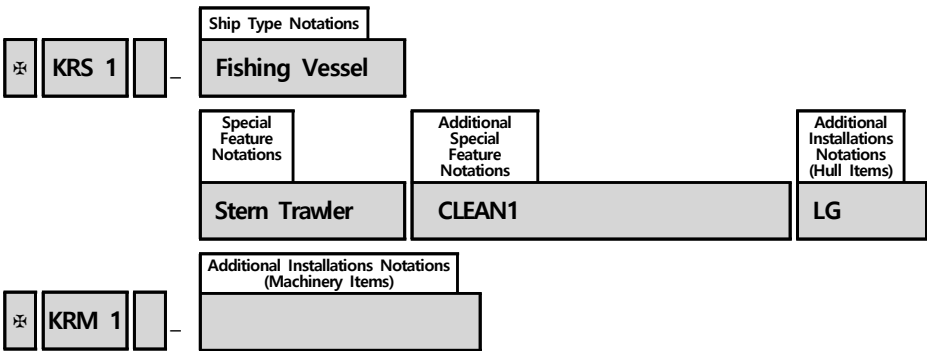 Ship Type Notations
✠ KRS 1 _ Fishing Vessel
Special
Feature
Notations
Additional
Special
Feature
Notations
Additional
Installations
Notations
(Hull Items)
Stern Trawler CLEAN1 LG
Additional Installations Notations
(Machinery Items)
✠ KRM 1 _